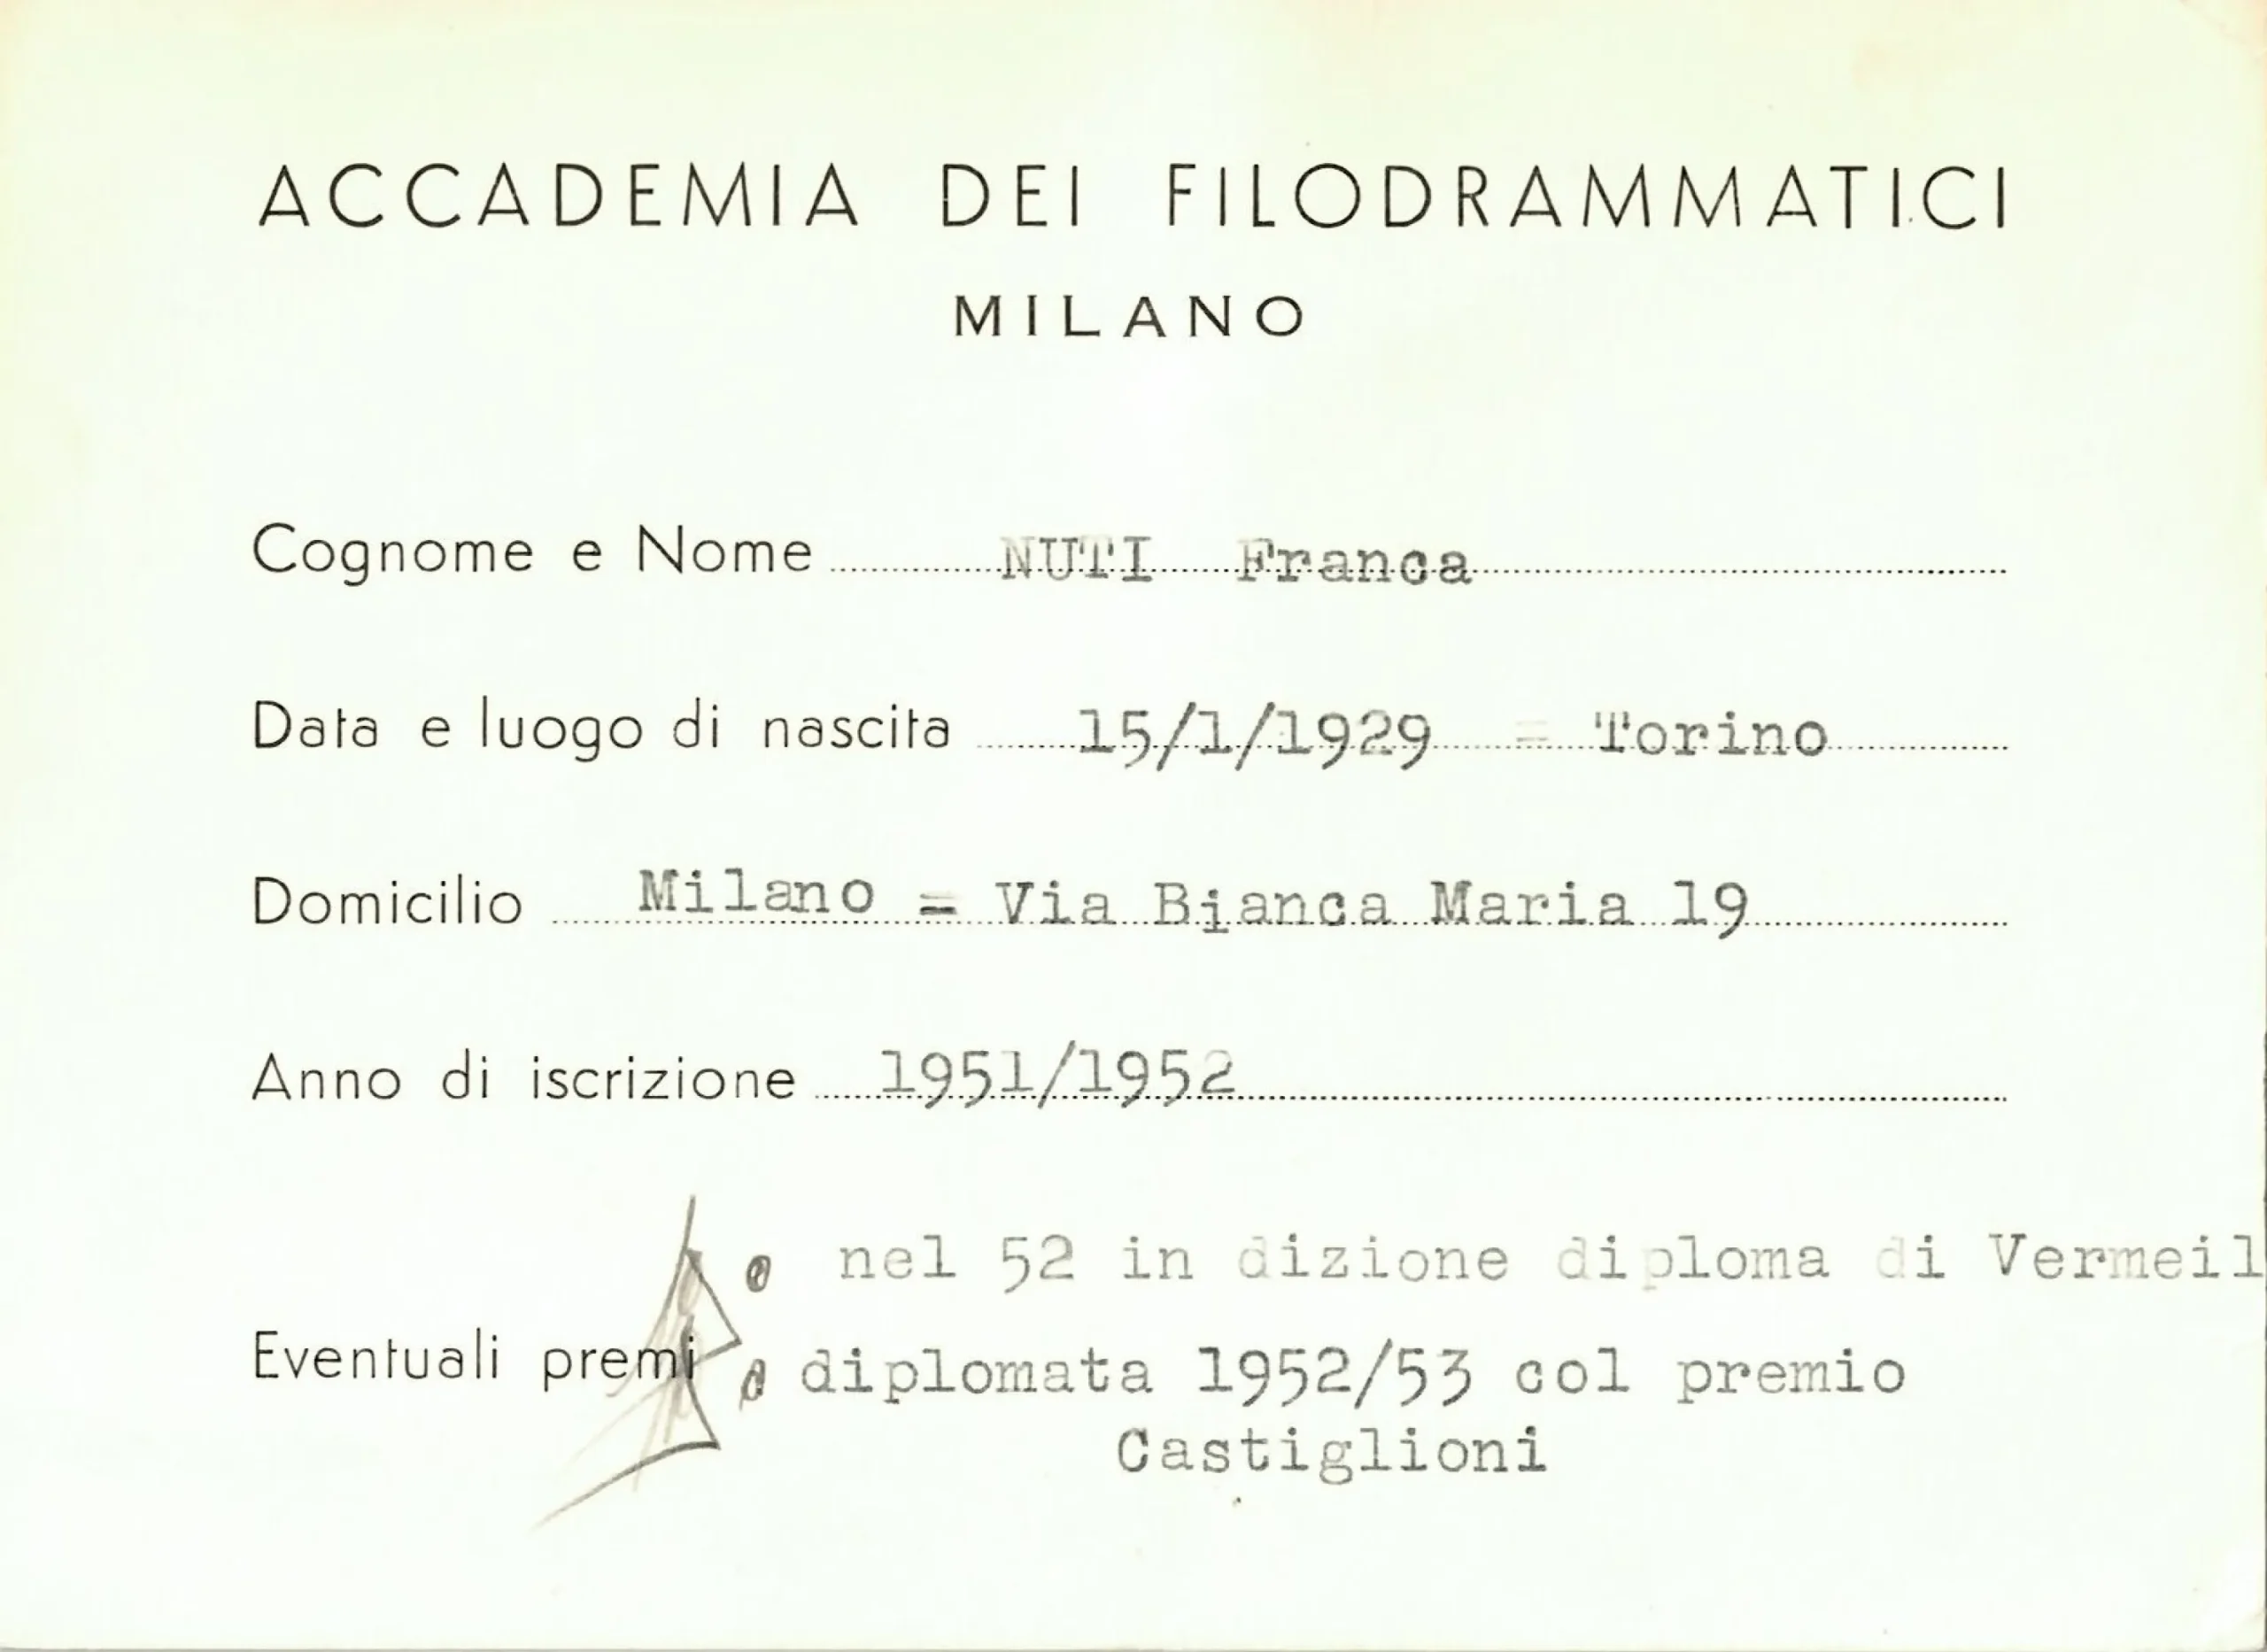 ACCADEMIA DEI FILODRAMMATICI
MILANO
Cognome e Nome NUTI Franca
Data e luogo di nascita 15/1/1929 = Torino
Domicilio Milano = Via Bianca Maria 19
Anno di iscrizione 1951/1952
nel 52 in dizione diploma di Vermeil
Eventuali premi diplomata 1952/53 col premio
Castiglioni